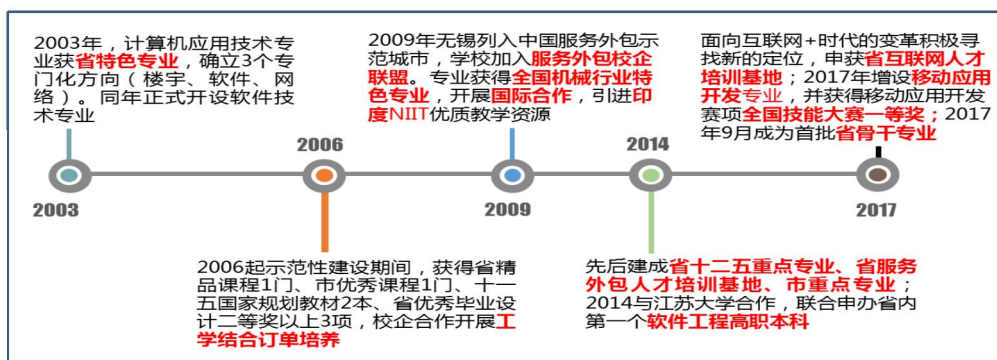 2003年，计算机应用技术专
业获省特色专业，确立3个专
门化方向（楼宇、软件、网
络）。同年正式开设软件技
术专业
2009年无锡列入中国服务外包示
范城市，学校加入服务外包校企
联盟。专业获得全国机械行业特
色专业，开展国际合作，引进印
度NIIT优质教学资源
面向互联网+时代的变革积极寻
找新的定位，申获省互联网人才
培训基地；2017年增设移动应用
开发专业，并获得移动应用开发
赛项全国技能大赛一等奖；2017
年9月成为首批省骨干专业
2003
2006
2009
2014
2017
2006起示范性建设期间，获得省精
品课程1门、市优秀课程1门、十一
五国家规划教材2本、省优秀毕业设
计二等奖以上3项，校企合作开展工
学结合订单培养
先后建成省十二五重点专业、省服务
外包人才培训基地、市重点专业；
2014与江苏大学合作，联合申办省内
第一个软件工程高职本科